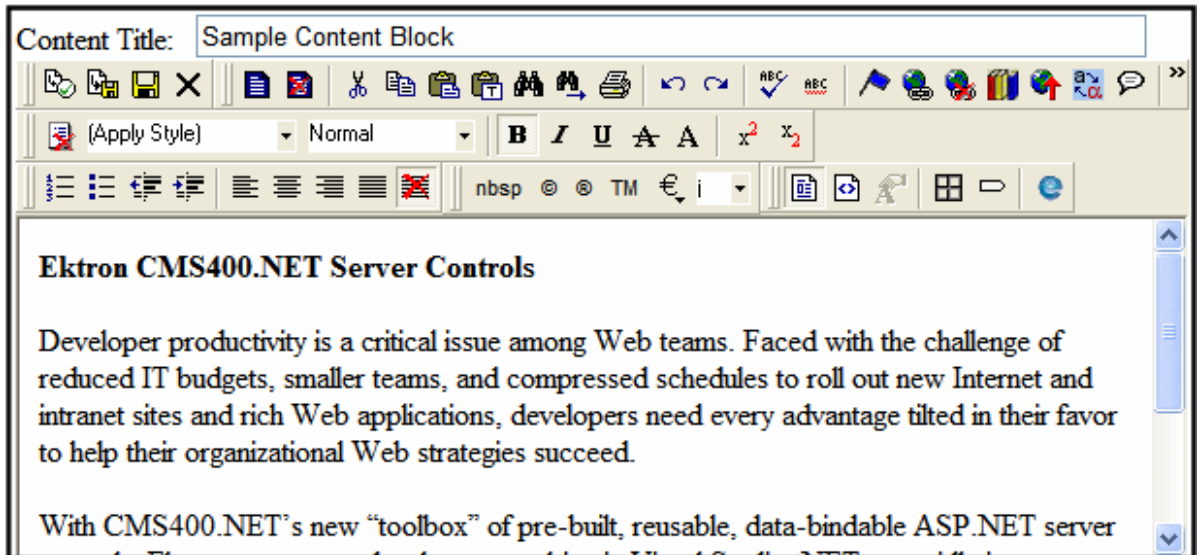 Content Title: Sample Content Block
ABC ABC
(Apply Style) Normal B I U A A x² x₂
nbsp © ® TM € i
Ektron CMS400.NET Server Controls
Developer productivity is a critical issue among Web teams. Faced with the challenge of
reduced IT budgets, smaller teams, and compressed schedules to roll out new Internet and
intranet sites and rich Web applications, developers need every advantage tilted in their favor
to help their organizational Web strategies succeed.
With CMS400.NET’s new “toolbox” of pre-built, reusable, data-bindable ASP.NET server